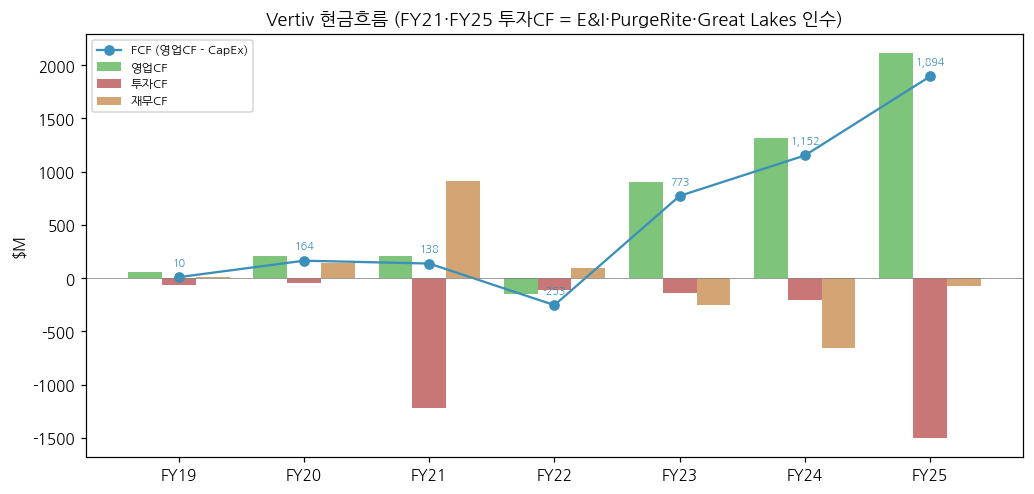 Vertiv 현금흐름 (FY21·FY25 투자CF = E&I·PurgeRite·Great Lakes 인수)
FCF (영업CF - CapEx)
영업CF
투자CF
재무CF
$M
2000
1500
1000
500
0
-500
-1000
-1500
10
164
138
-253
773
1,152
1,894
FY19
FY20
FY21
FY22
FY23
FY24
FY25